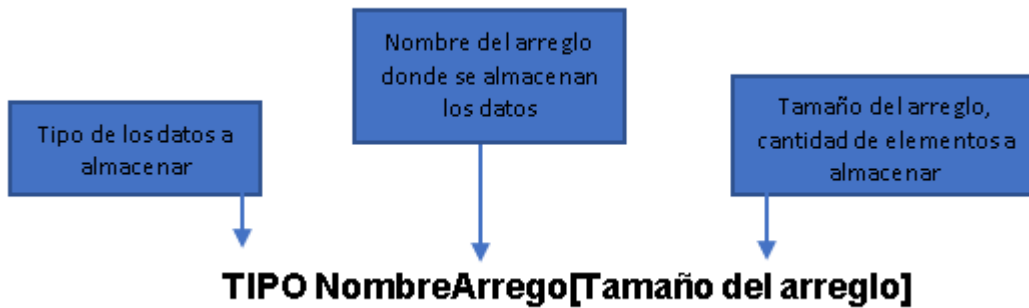 Nombre del arreglo
donde se almacenan
los datos
Tipo de los datos a
almacenar
Tamaño del arreglo,
cantidad de elementos a
almacenar
TIPO NombreArrego[Tamaño del arreglo]